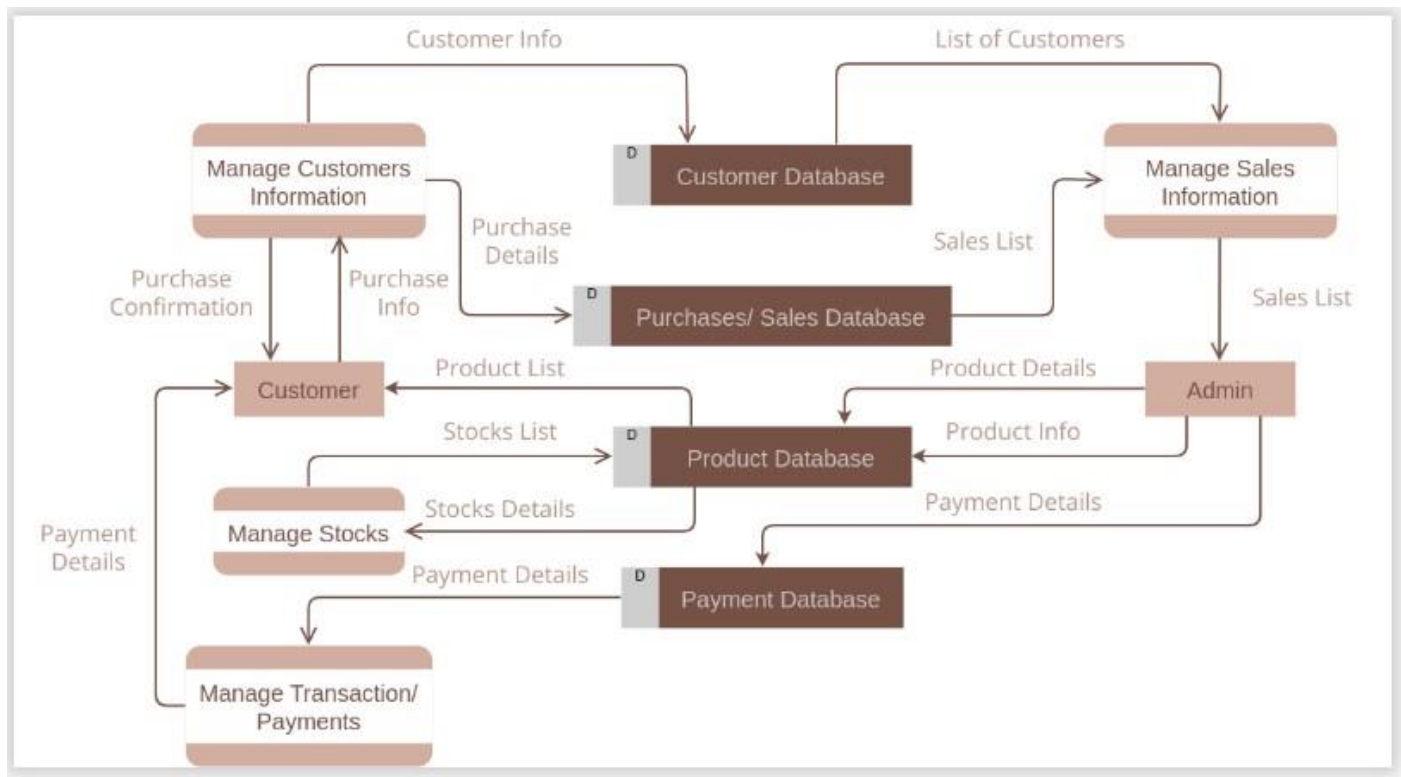 Customer Info
List of Customers
D
Customer Database
Manage Customers
Information
Manage Sales
Information
Purchase
Details
Sales List
Purchase
Confirmation
Purchase
Info
D
Purchases/ Sales Database
Sales List
Product List
Product Details
Customer
Admin
Stocks List
D
Product Database
Product Info
Stocks Details
Payment Details
Manage Stocks
Payment
Details
Payment Details
D
Payment Database
Manage Transaction/
Payments